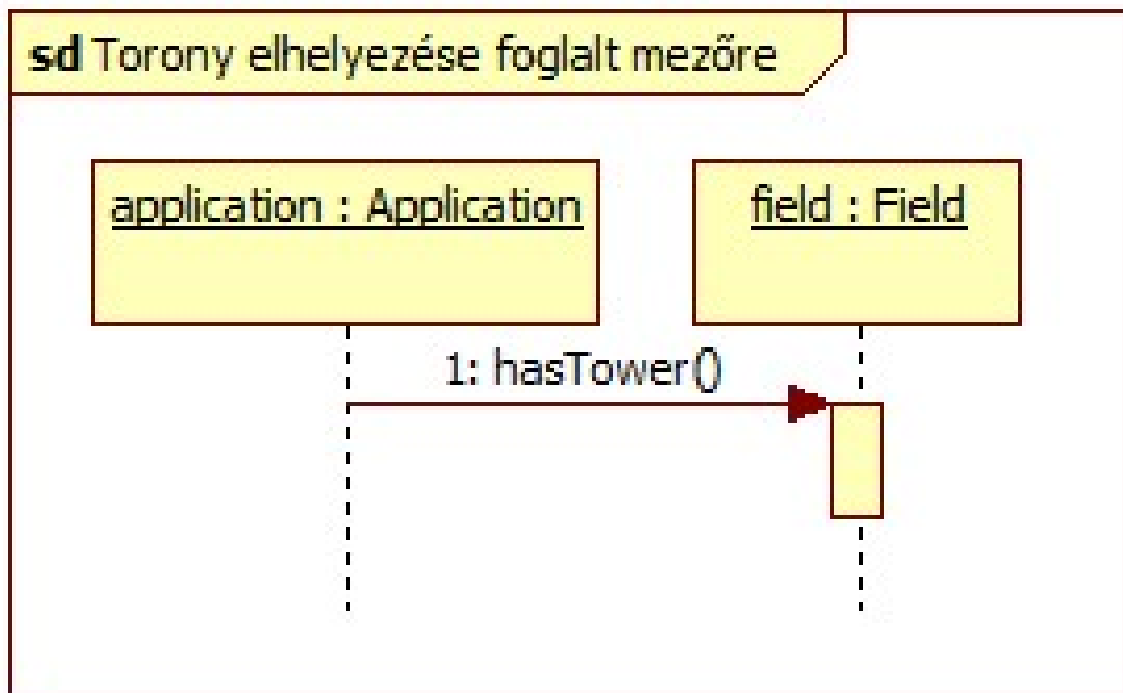 sd Torony elhelyezése foglalt mezőre
application : Application
field : Field
1: hasTower()